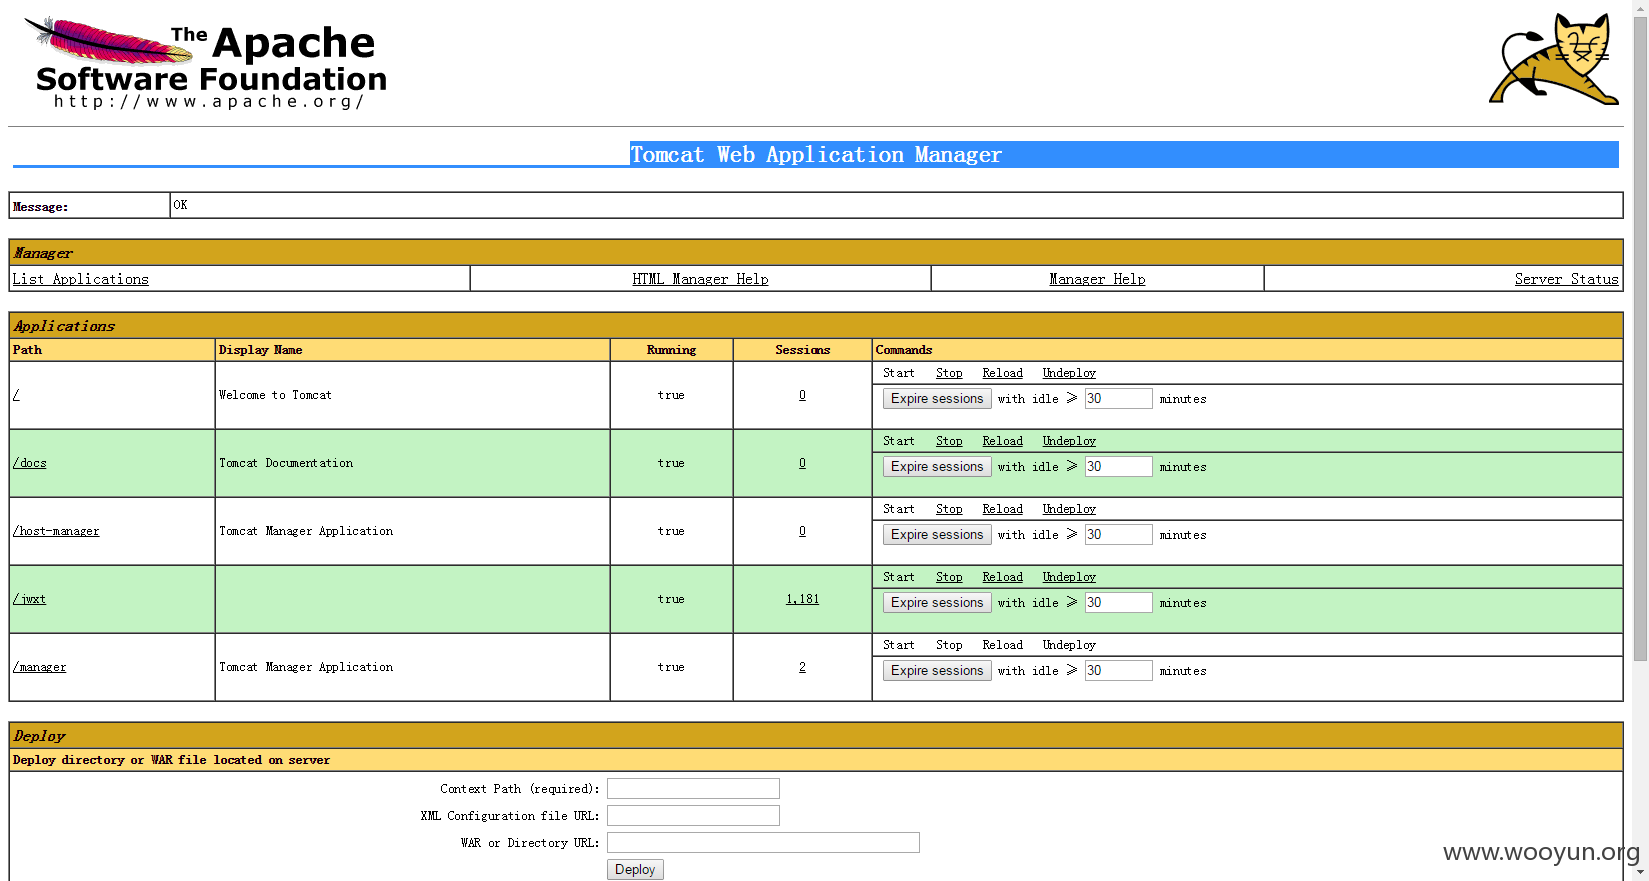 The Apache
Software Foundation
http://www.apache.org/
Tomcat Web Application Manager
Message: OK
Manager
List Applications HTML Manager Help Manager Help Server Status
Applications
Path Display Name Running Sessions Commands
/ Welcome to Tomcat true 0 Start Stop Reload Undeploy
Expire sessions with idle ≥ 30 minutes
/docs Tomcat Documentation true 0 Start Stop Reload Undeploy
Expire sessions with idle ≥ 30 minutes
/host-manager Tomcat Manager Application true 0 Start Stop Reload Undeploy
Expire sessions with idle ≥ 30 minutes
/jwxt true 1,181 Start Stop Reload Undeploy
Expire sessions with idle ≥ 30 minutes
/manager Tomcat Manager Application true 2 Start Stop Reload Undeploy
Expire sessions with idle ≥ 30 minutes
Deploy
Deploy directory or WAR file located on server
Context Path (required):
XML Configuration file URL:
WAR or Directory URL:
Deploy
www.wooyun.org